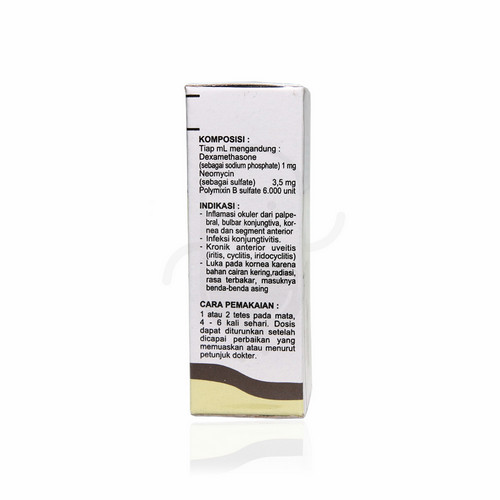 KOMPOSISI :
Tiap mL mengandung :
Dexamethasone
(sebagai sodium phosphate) 1 mg
Neomycin
(sebagai sulfate) 3,5 mg
Polymixin B sulfate 6.000 unit
INDIKASI :
- Inflamasi okuler dari palpe-
bral, bulbar konjungtiva, kor-
nea dan segment anterior
- Infeksi konjungtivitis.
- Kronik anterior uveitis
(iritis, cyclitis, iridocyclitis)
- Luka pada kornea karena
bahan cairan kering,radiasi,
rasa terbakar, masuknya
benda-benda asing
CARA PEMAKAIAN :
1 atau 2 tetes pada mata,
4 - 6 kali sehari. Dosis
dapat diturunkan setelah
dicapai perbaikan yang
memuaskan atau menurut
petunjuk dokter.